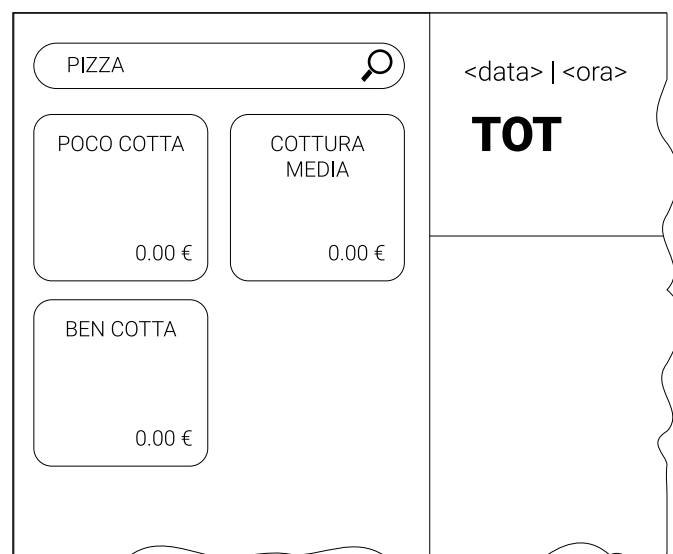 PIZZA
<data> | <ora>
TOT
POCO COTTA
0.00 €
COTTURA
MEDIA
0.00 €
BEN COTTA
0.00 €